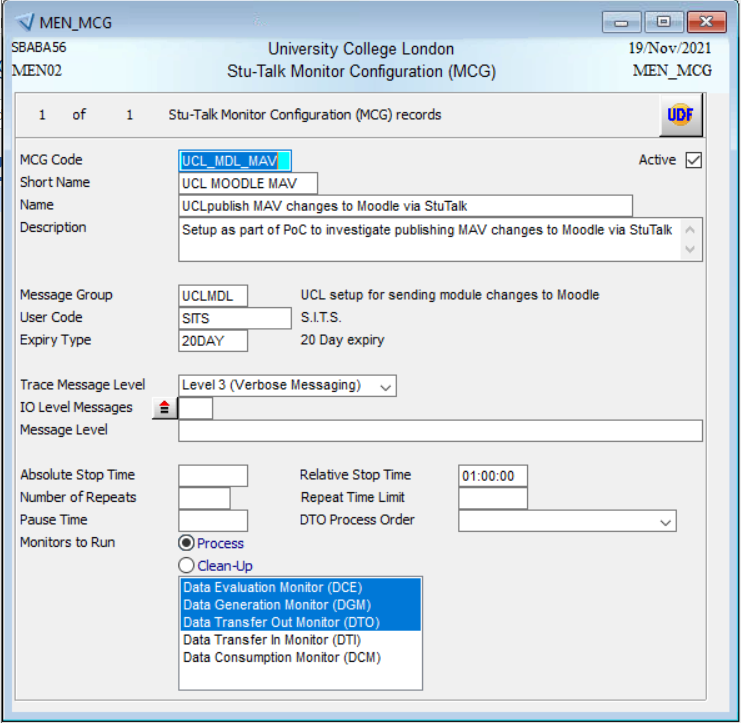 MEN_MCG
SBABA56 University College London 19/Nov/2021
MEN02 Stu-Talk Monitor Configuration (MCG) MEN_MCG
1 of 1 Stu-Talk Monitor Configuration (MCG) records UDF
MCG Code UCL_MDL_MAV Active
Short Name UCL MOODLE MAV
Name UCLpublish MAV changes to Moodle via StuTalk
Description Setup as part of PoC to investigate publishing MAV changes to Moodle via StuTalk
Message Group UCLMDL UCL setup for sending module changes to Moodle
User Code SITS S.I.T.S.
Expiry Type 20DAY 20 Day expiry
Trace Message Level Level 3 (Verbose Messaging)
IO Level Messages
Message Level
Absolute Stop Time Relative Stop Time 01:00:00
Number of Repeats Repeat Time Limit
Pause Time DTO Process Order
Monitors to Run Process
Clean-Up
Data Evaluation Monitor (DCE)
Data Generation Monitor (DGM)
Data Transfer Out Monitor (DTO)
Data Transfer In Monitor (DTI)
Data Consumption Monitor (DCM)